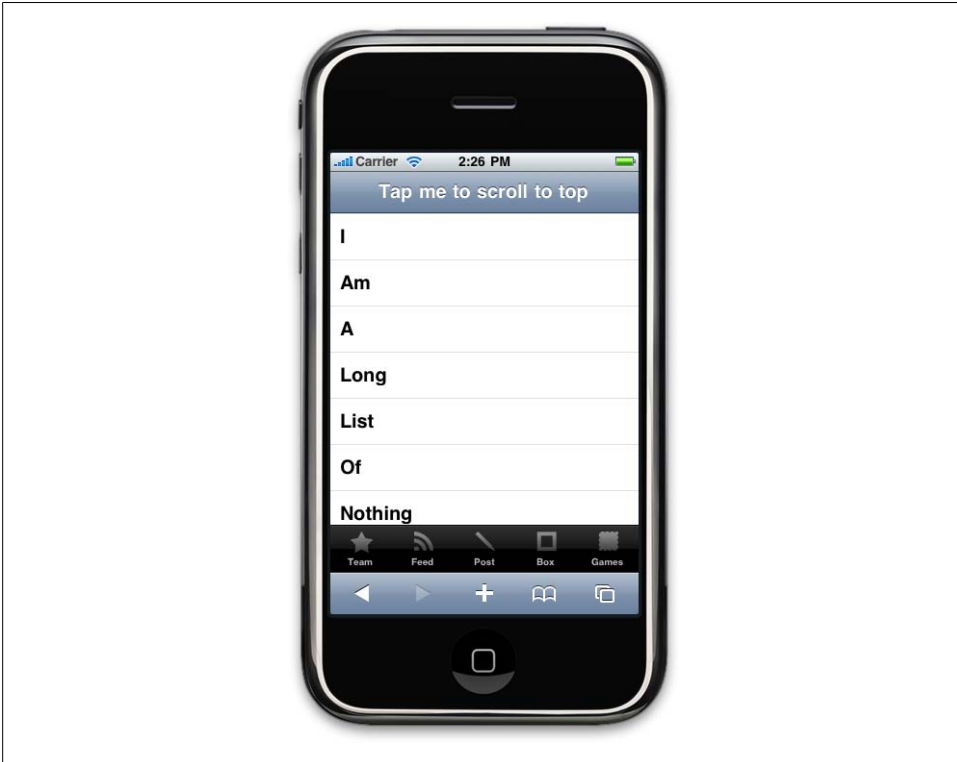 Carrier 2:26 PM
Tap me to scroll to top
I
Am
A
Long
List
Of
Nothing
Team Feed Post Box Games